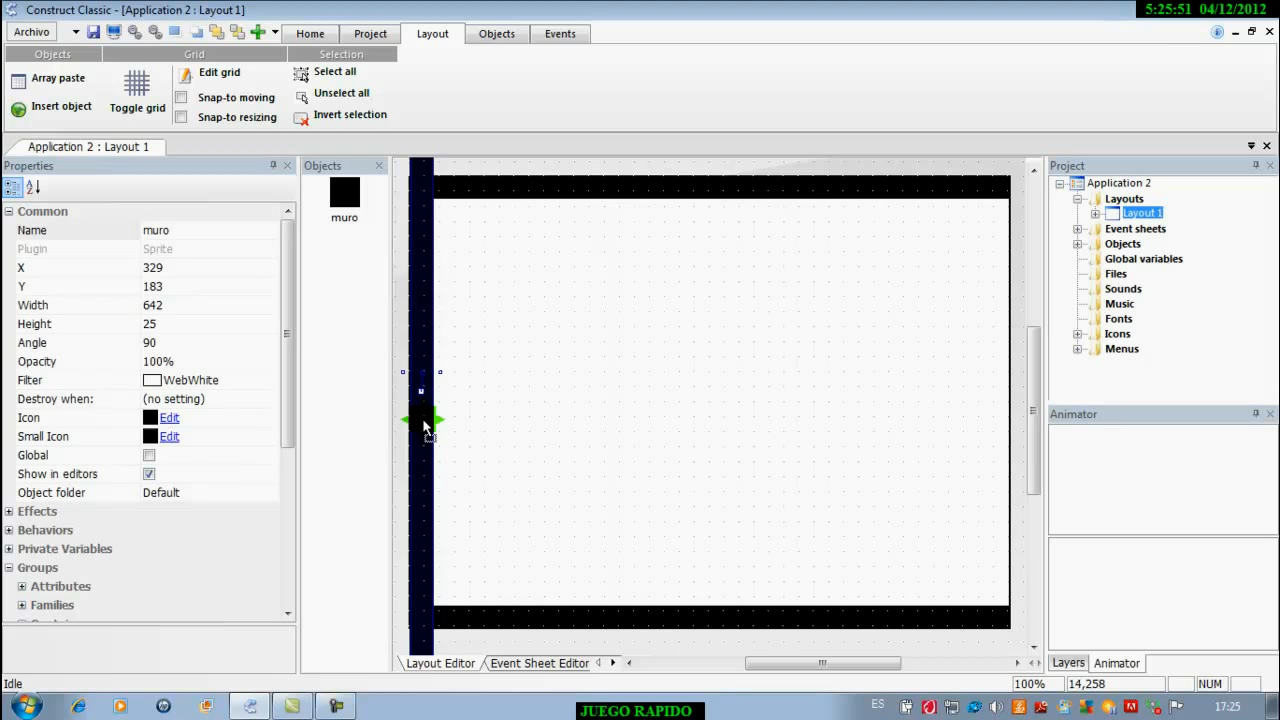 Construct Classic - [Application 2 : Layout 1]
5:25:51 04/12/2012
Archivo
Home
Project
Layout
Objects
Events
Objects
Grid
Selection
Array paste
Insert object
Toggle grid
Edit grid
Snap-to moving
Snap-to resizing
Select all
Unselect all
Invert selection
Application 2 : Layout 1
Properties
Common
Name muro
Plugin Sprite
X 329
Y 183
Width 642
Height 25
Angle 90
Opacity 100%
Filter WebWhite
Destroy when: (no setting)
Icon Edit
Small Icon Edit
Global
Show in editors
Object folder Default
Effects
Behaviors
Private Variables
Groups
Attributes
Families
Objects
muro
Layout Editor
Event Sheet Editor
Project
Application 2
Layouts
Layout 1
Event sheets
Objects
Global variables
Files
Sounds
Music
Fonts
Icons
Menus
Animator
Layers
Animator
Idle
100%
14,258
NUM
JUEGO RAPIDO
ES
17:25